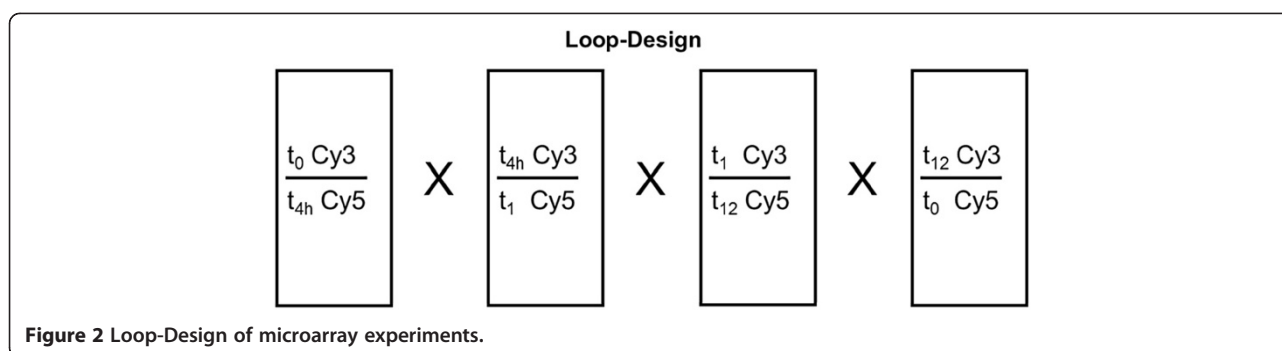 Loop-Design
t₀ Cy3 t₄ₕ Cy3 t₁ Cy3 t₁₂ Cy3
X X X
t₄ₕ Cy5 t₁ Cy5 t₁₂ Cy5 t₀ Cy5
Figure 2 Loop-Design of microarray experiments.